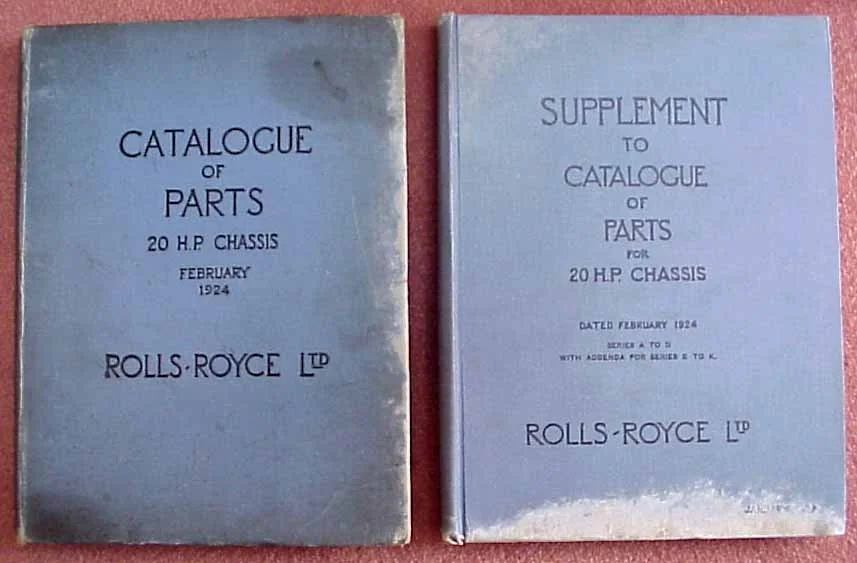 CATALOGUE
OF
PARTS
20 H.P. CHASSIS
FEBRUARY
1924
ROLLS-ROYCE LTD
SUPPLEMENT
TO
CATALOGUE
OF
PARTS
FOR
20 H.P. CHASSIS
DATED FEBRUARY 1924
SERIES A TO D
WITH ADDENDA FOR SERIES E TO K.
ROLLS-ROYCE LTD